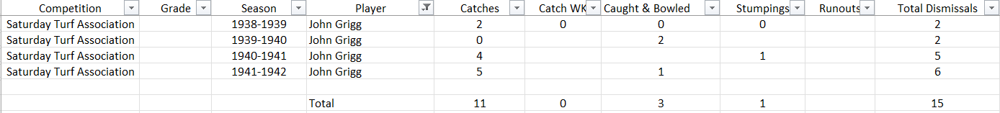 Competition Grade Season Player Catches Catch WK Caught & Bowled Stumpings Runouts Total Dismissals
Saturday Turf Association 1938-1939 John Grigg 2 0 0 0 2
Saturday Turf Association 1939-1940 John Grigg 0 2 2
Saturday Turf Association 1940-1941 John Grigg 4 1 5
Saturday Turf Association 1941-1942 John Grigg 5 1 6
Total 11 0 3 1 15